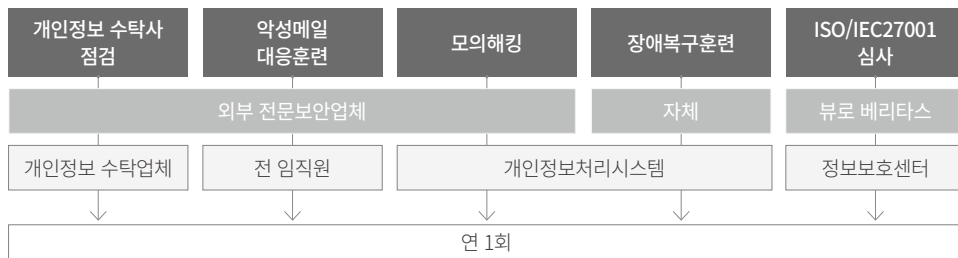 개인정보 수탁사
점검
악성메일
대응훈련
모의해킹
장애복구훈련
ISO/IEC27001
심사
외부 전문보안업체
자체
뷰로 베리타스
개인정보 수탁업체
전 임직원
개인정보처리시스템
정보보호센터
연 1회